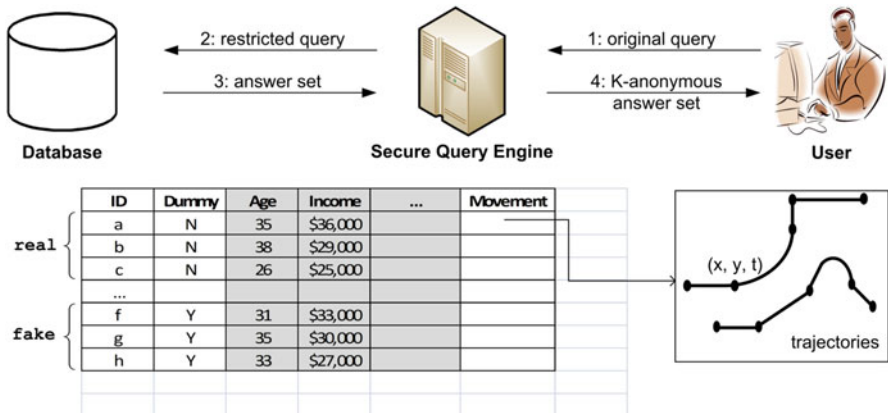 2: restricted query
1: original query
3: answer set
4: K-anonymous
answer set
Database
Secure Query Engine
User
ID Dummy Age Income ... Movement
real
a N 35 $36,000
b N 38 $29,000
c N 26 $25,000
...
fake
f Y 31 $33,000
g Y 35 $30,000
h Y 33 $27,000
(x, y, t)
trajectories